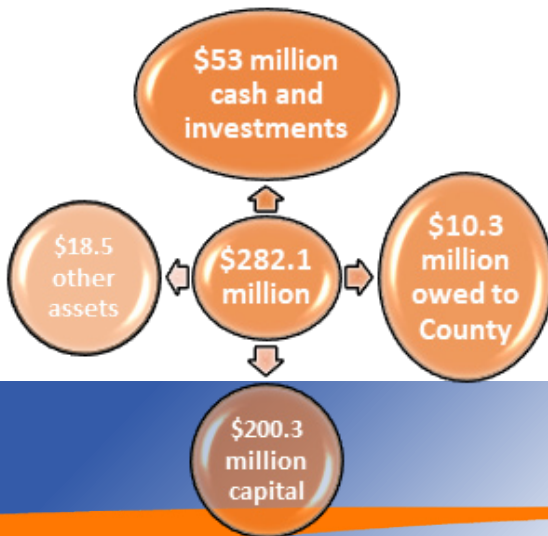 $53 million
cash and
investments
$18.5
other
assets
$282.1
million
$10.3
million
owed to
County
$200.3
million
capital